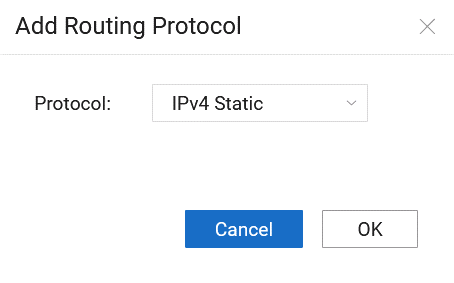 Add Routing Protocol
Protocol: IPv4 Static
Cancel OK